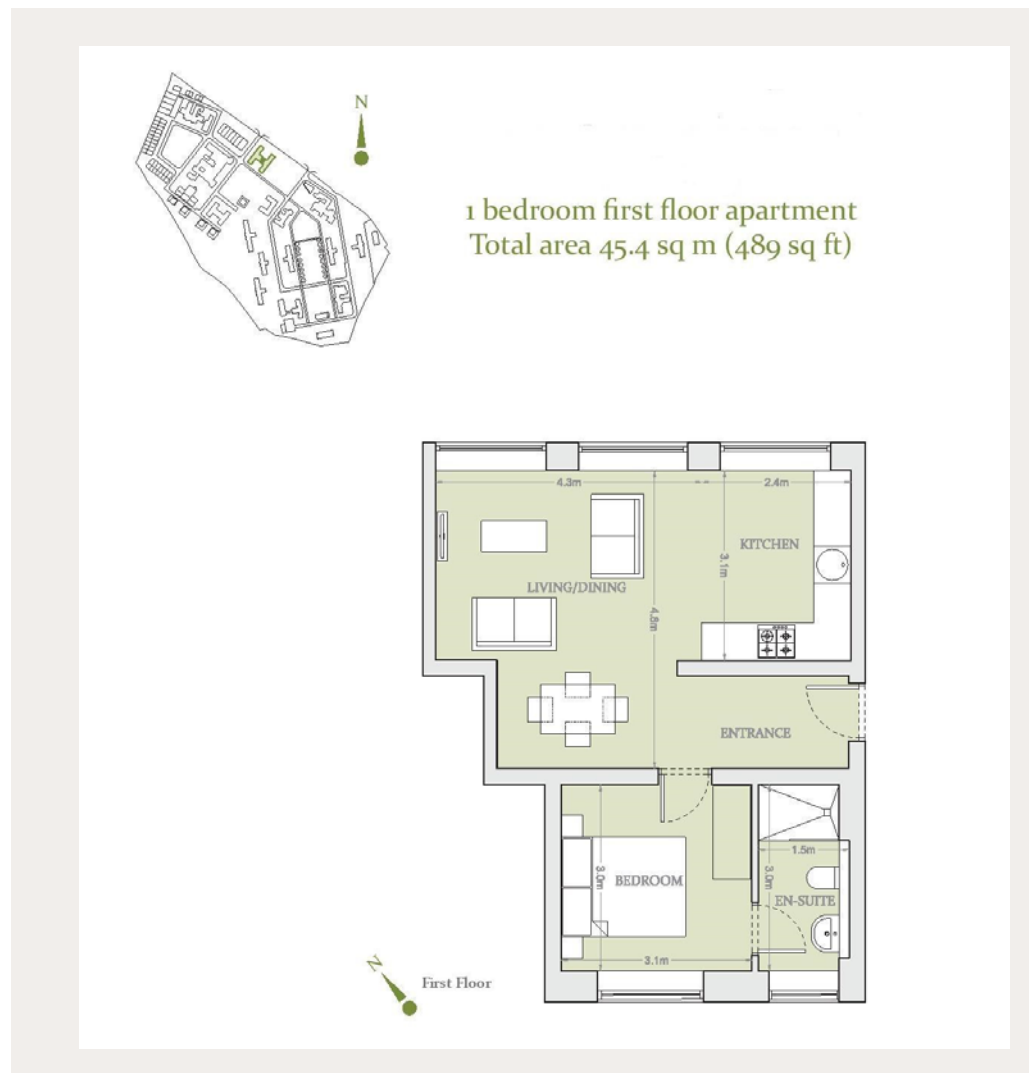 N
1 bedroom first floor apartment
Total area 45.4 sq m (489 sq ft)
4.3m
2.4m
KITCHEN
3.1m
LIVING/DINING
4.8m
ENTRANCE
1.5m
3.0m
BEDROOM
3.0m
EN-SUITE
3.1m
N
First Floor